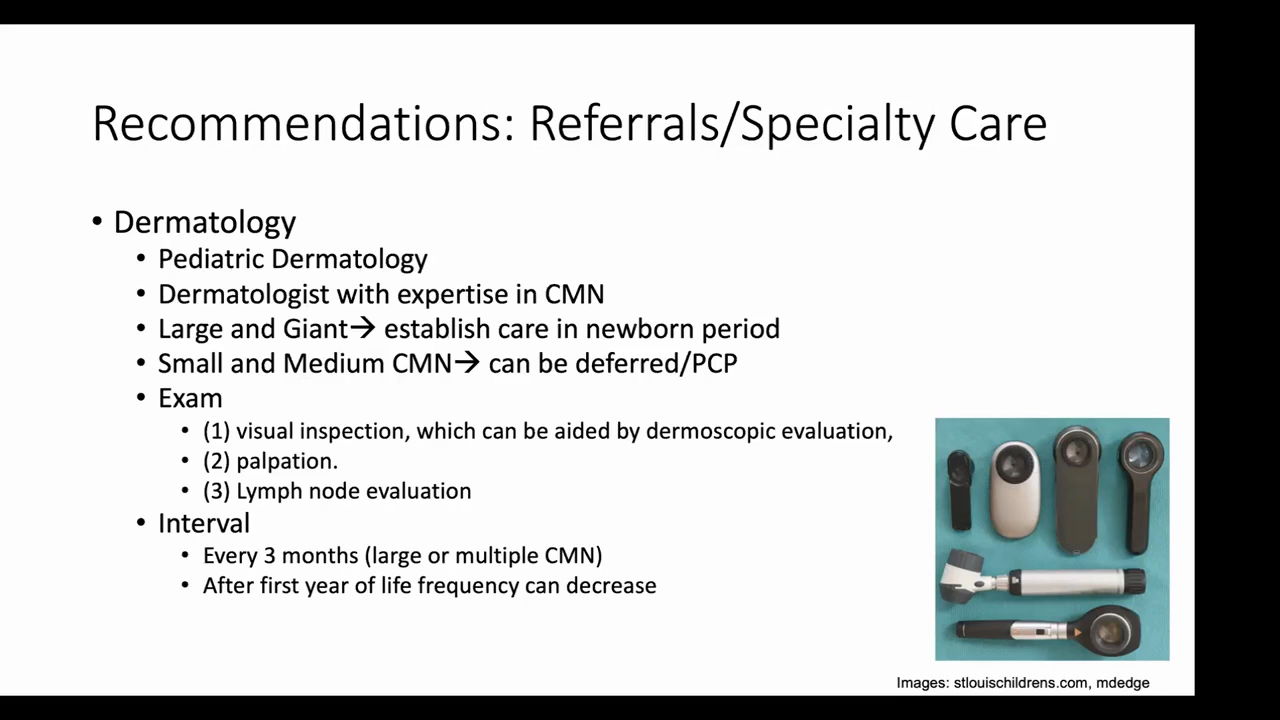 Recommendations: Referrals/Specialty Care
• Dermatology
• Pediatric Dermatology
• Dermatologist with expertise in CMN
• Large and Giant→ establish care in newborn period
• Small and Medium CMN→ can be deferred/PCP
• Exam
• (1) visual inspection, which can be aided by dermoscopic evaluation,
• (2) palpation.
• (3) Lymph node evaluation
• Interval
• Every 3 months (large or multiple CMN)
• After first year of life frequency can decrease
Images: stlouischildrens.com, mdedge